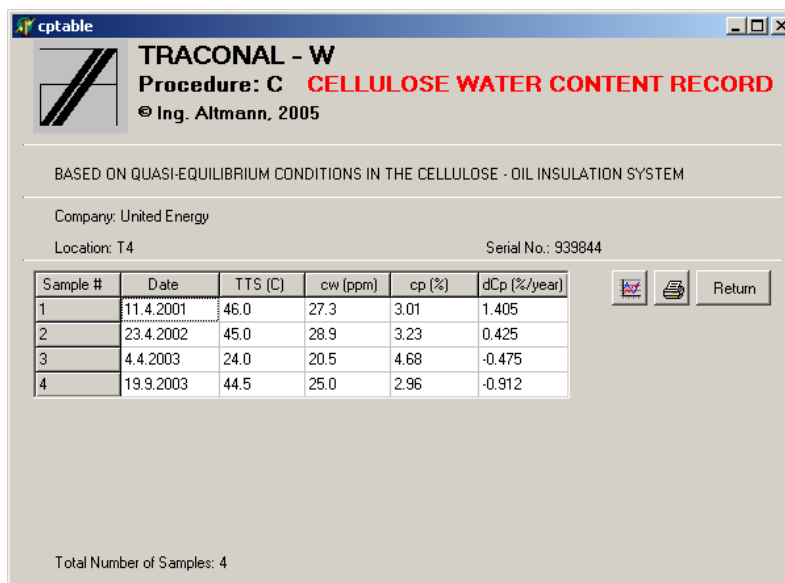 cptable
TRACONAL - W
Procedure: C CELLULOSE WATER CONTENT RECORD
© Ing. Altmann, 2005
BASED ON QUASI-EQUILIBRIUM CONDITIONS IN THE CELLULOSE - OIL INSULATION SYSTEM
Company: United Energy
Location: T4 Serial No.: 939844
Sample # Date TTS (C) cw (ppm) cp (%) dCp (%/year) Return
1 11.4.2001 46.0 27.3 3.01 1.405
2 23.4.2002 45.0 28.9 3.23 0.425
3 4.4.2003 24.0 20.5 4.68 -0.475
4 19.9.2003 44.5 25.0 2.96 -0.912
Total Number of Samples: 4